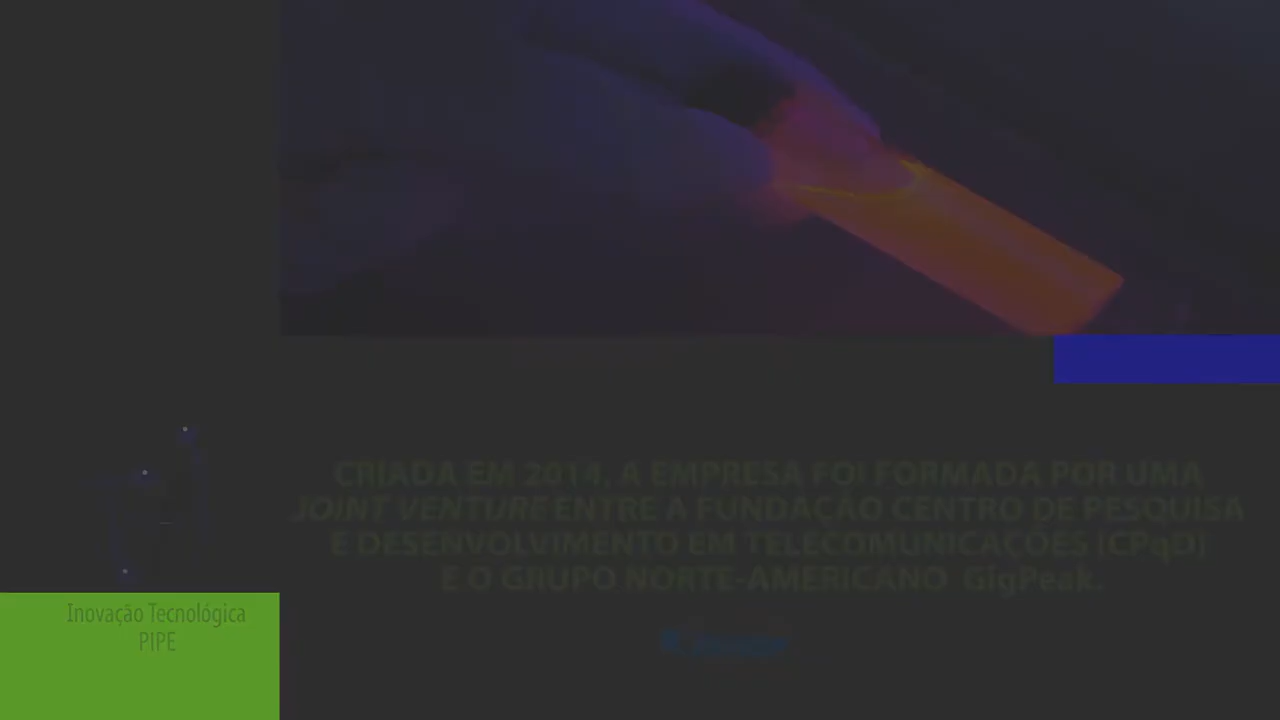 CRIADA EM 2014, A EMPRESA FOI FORMADA POR UMA
JOINT VENTURE ENTRE A FUNDAÇÃO CENTRO DE PESQUISA
E DESENVOLVIMENTO EM TELECOMUNICAÇÕES (CPqD)
E O GRUPO NORTE-AMERICANO GigPeak.
Inovação Tecnológica
PIPE